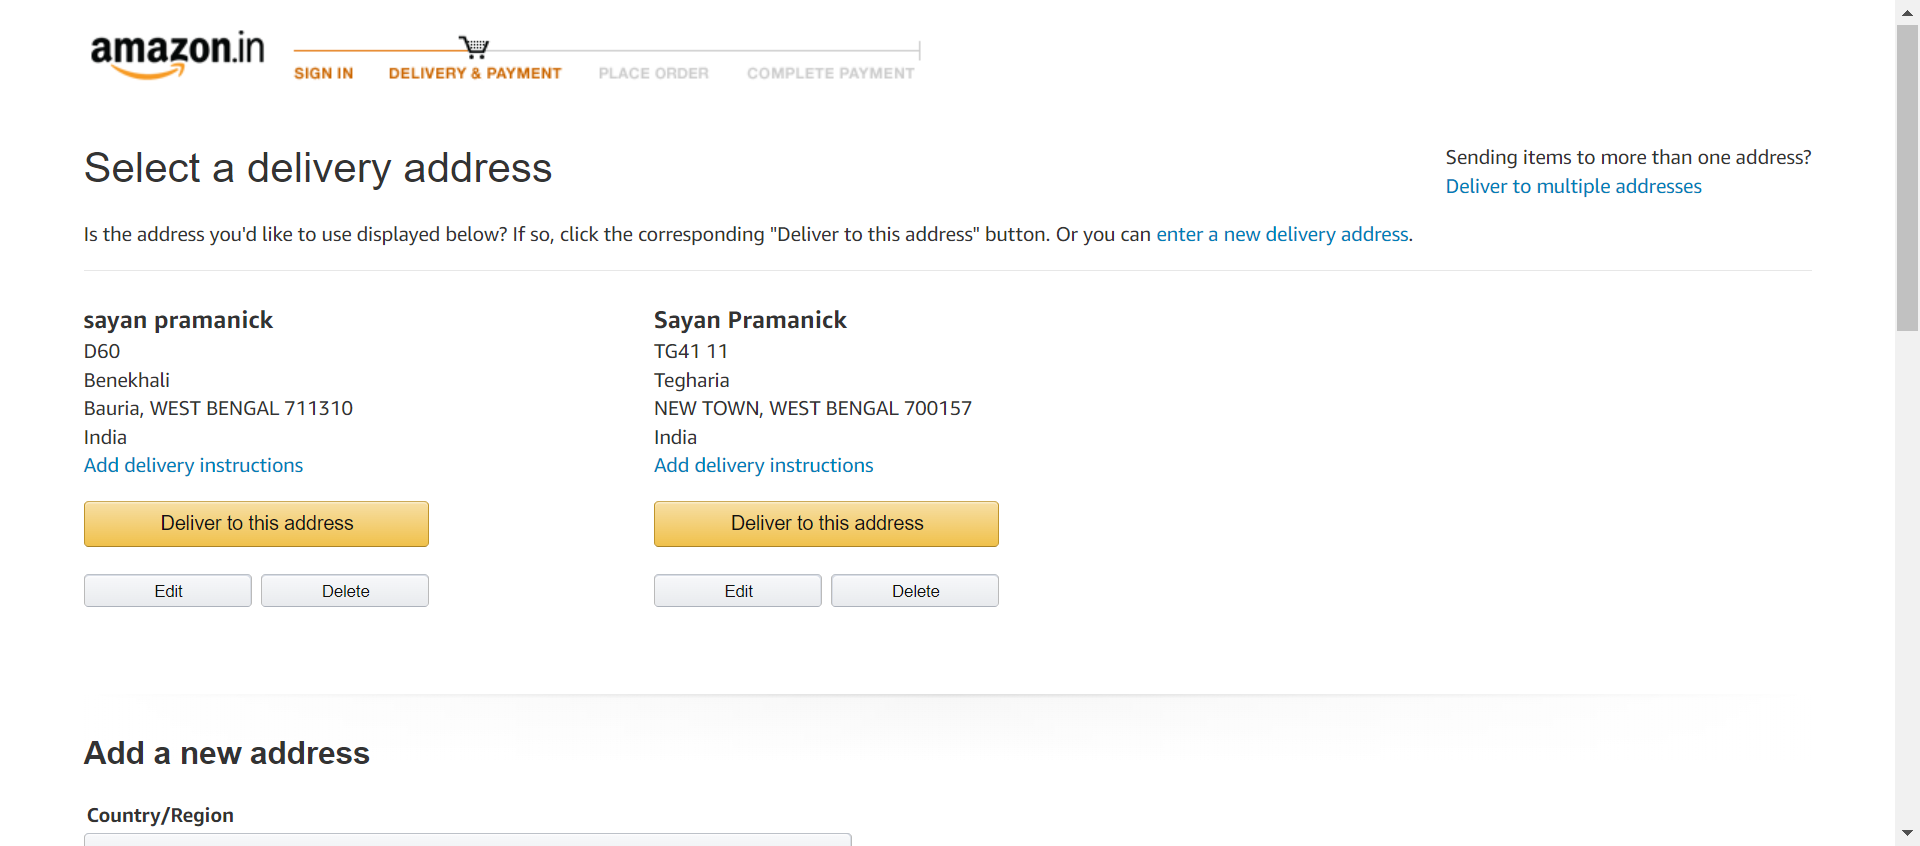 amazon.in
SIGN IN DELIVERY & PAYMENT PLACE ORDER COMPLETE PAYMENT
Select a delivery address
Sending items to more than one address?
Deliver to multiple addresses
Is the address you'd like to use displayed below? If so, click the corresponding "Deliver to this address" button. Or you can enter a new delivery address.
sayan pramanick
D60
Benekhali
Bauria, WEST BENGAL 711310
India
Add delivery instructions
Deliver to this address
Edit Delete
Sayan Pramanick
TG41 11
Tegharia
NEW TOWN, WEST BENGAL 700157
India
Add delivery instructions
Deliver to this address
Edit Delete
Add a new address
Country/Region